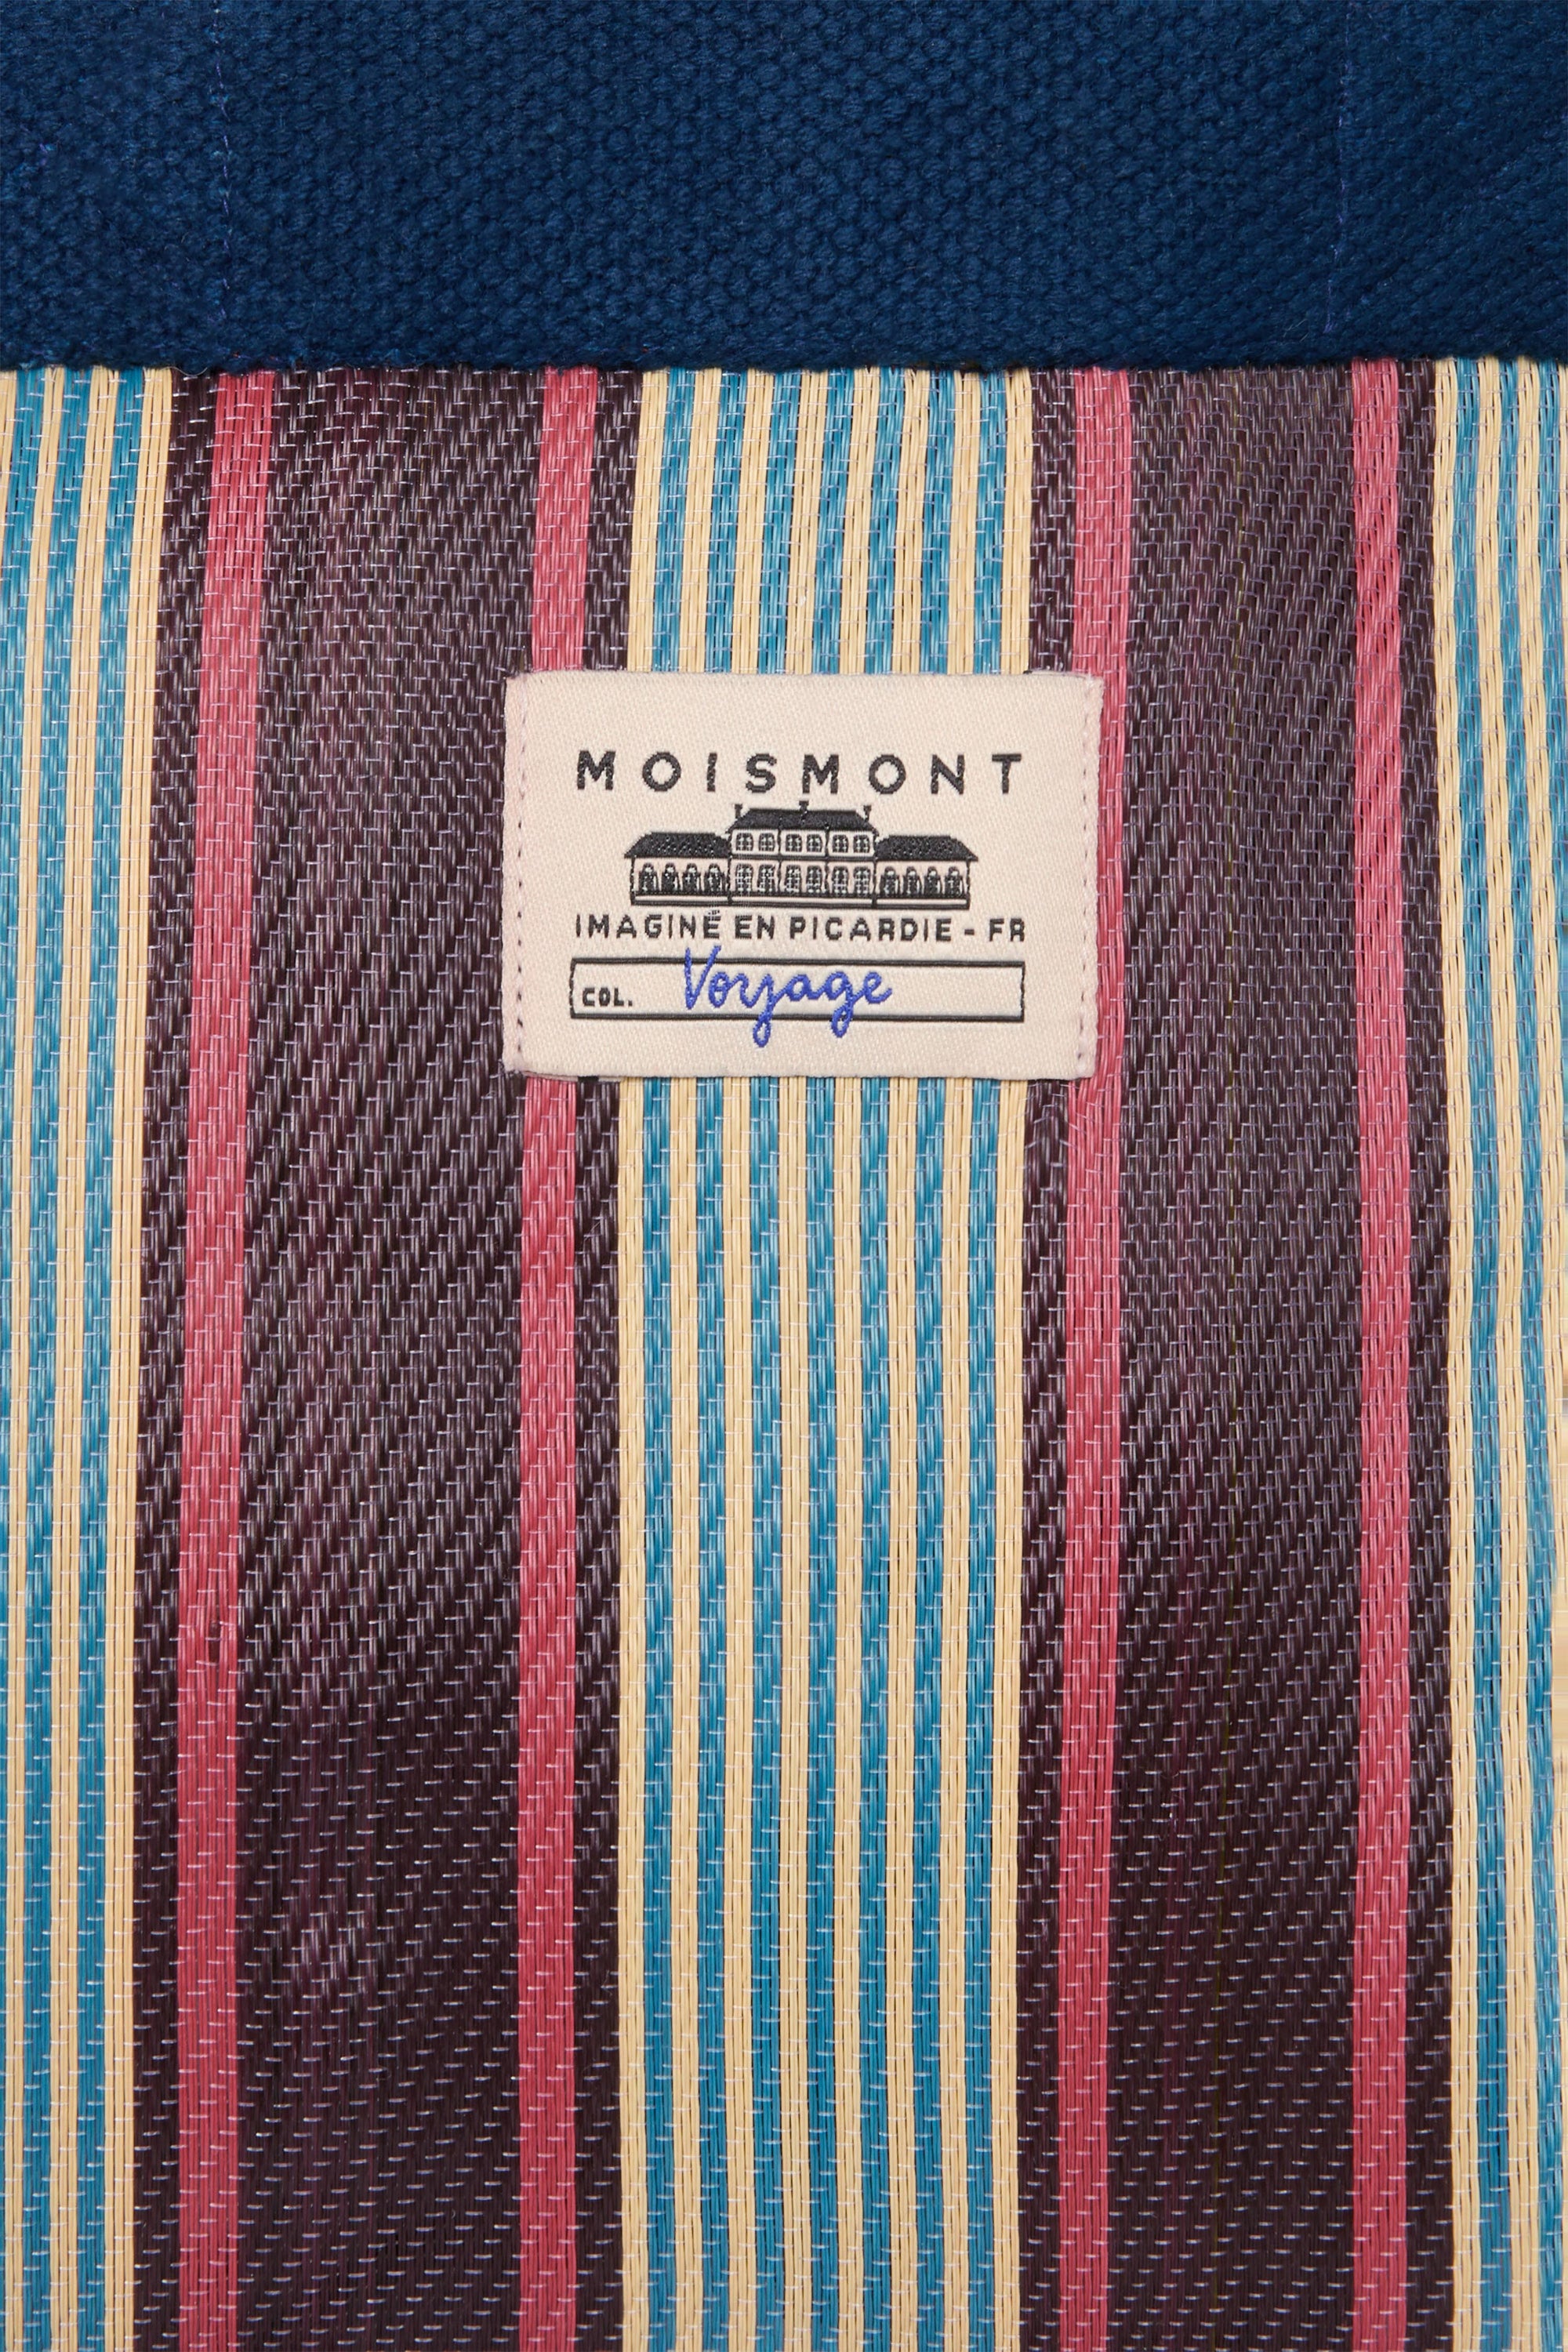 MOISMONT
IMAGINÉ EN PICARDIE - FR
COL. Voyage